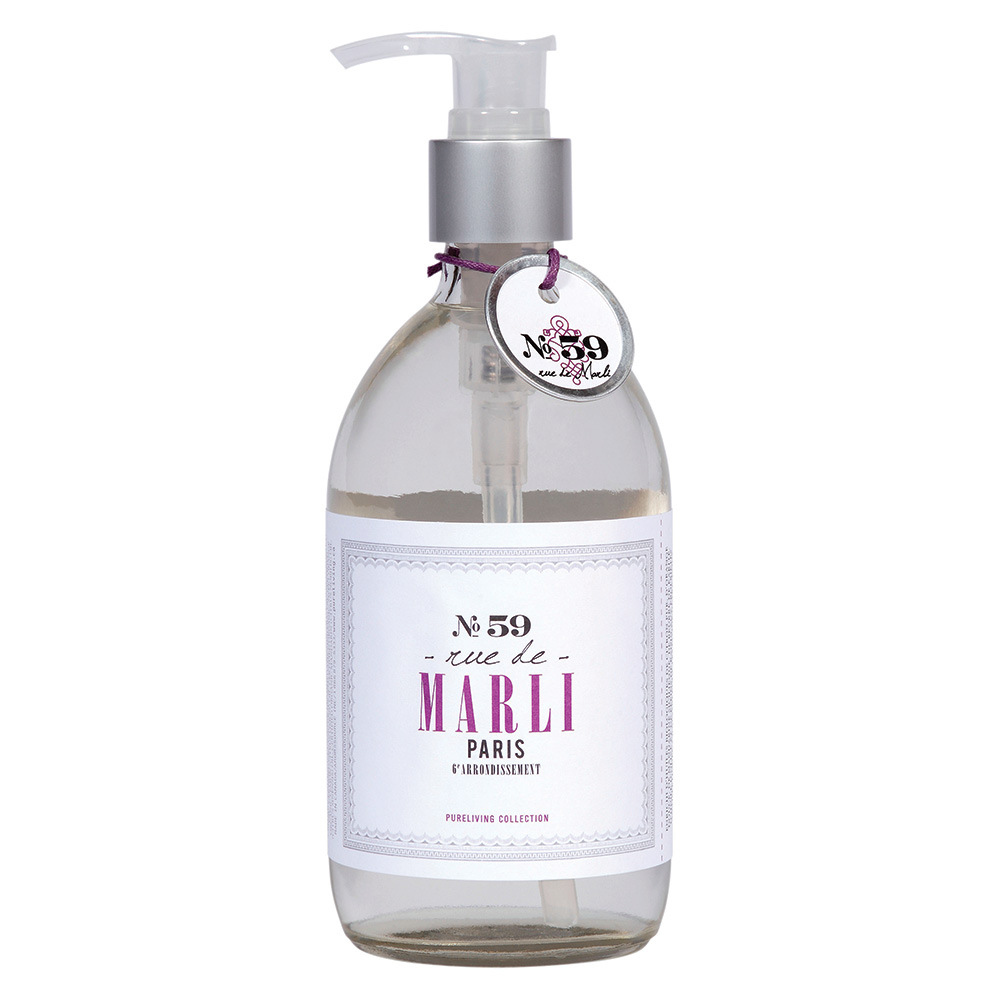 № 59
rue de Marli
№ 59
- rue de -
MARLI
PARIS
6ᵉ ARRONDISSEMENT
PURELIVING COLLECTION